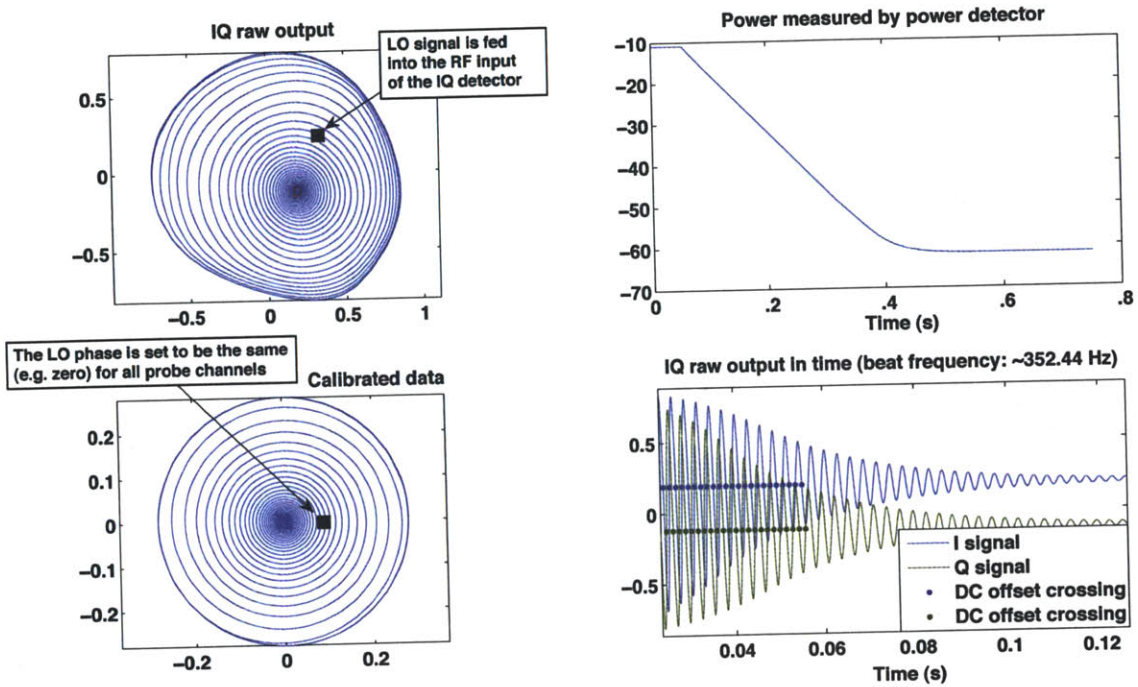 IQ raw output
LO signal is fed
into the RF input
of the IQ detector
0.5
0
−0.5
−0.5
0
0.5
1
Power measured by power detector
−10
−20
−30
−40
−50
−60
−70
0
.2
.4
.6
.8
Time (s)
The LO phase is set to be the same
(e.g. zero) for all probe channels
Calibrated data
0.2
0.1
0
−0.1
−0.2
−0.2
0
0.2
IQ raw output in time (beat frequency: ~352.44 Hz)
0.5
0
−0.5
I signal
Q signal
DC offset crossing
DC offset crossing
0.04
0.06
0.08
0.1
0.12
Time (s)